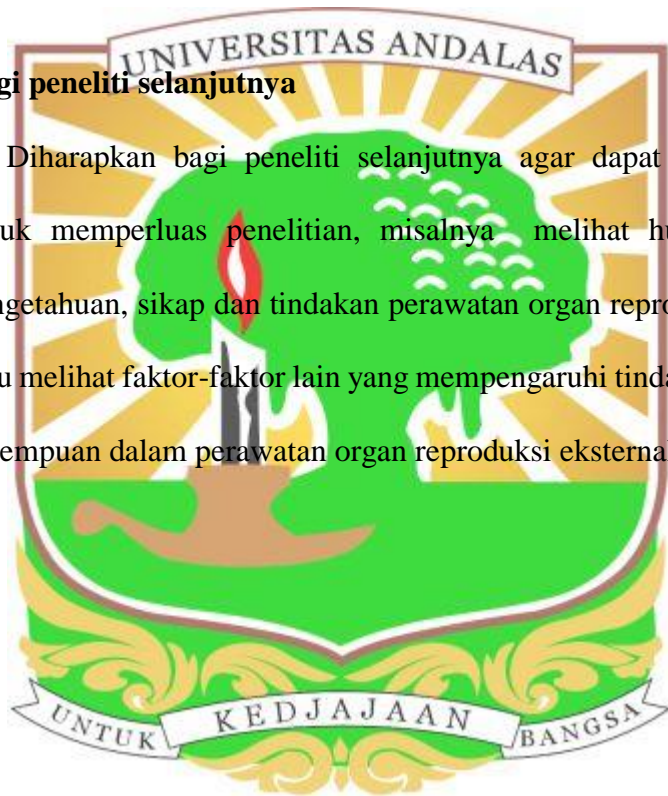 UNIVERSITAS ANDALAS
gi peneliti selanjutnya
Diharapkan bagi peneliti selanjutnya agar dapat
uk memperluas penelitian, misalnya melihat hu
ngetahuan, sikap dan tindakan perawatan organ repro
u melihat faktor-faktor lain yang mempengaruhi tinda
empuan dalam perawatan organ reproduksi eksternal
UNTUK KEDJAJAAN BANGSA